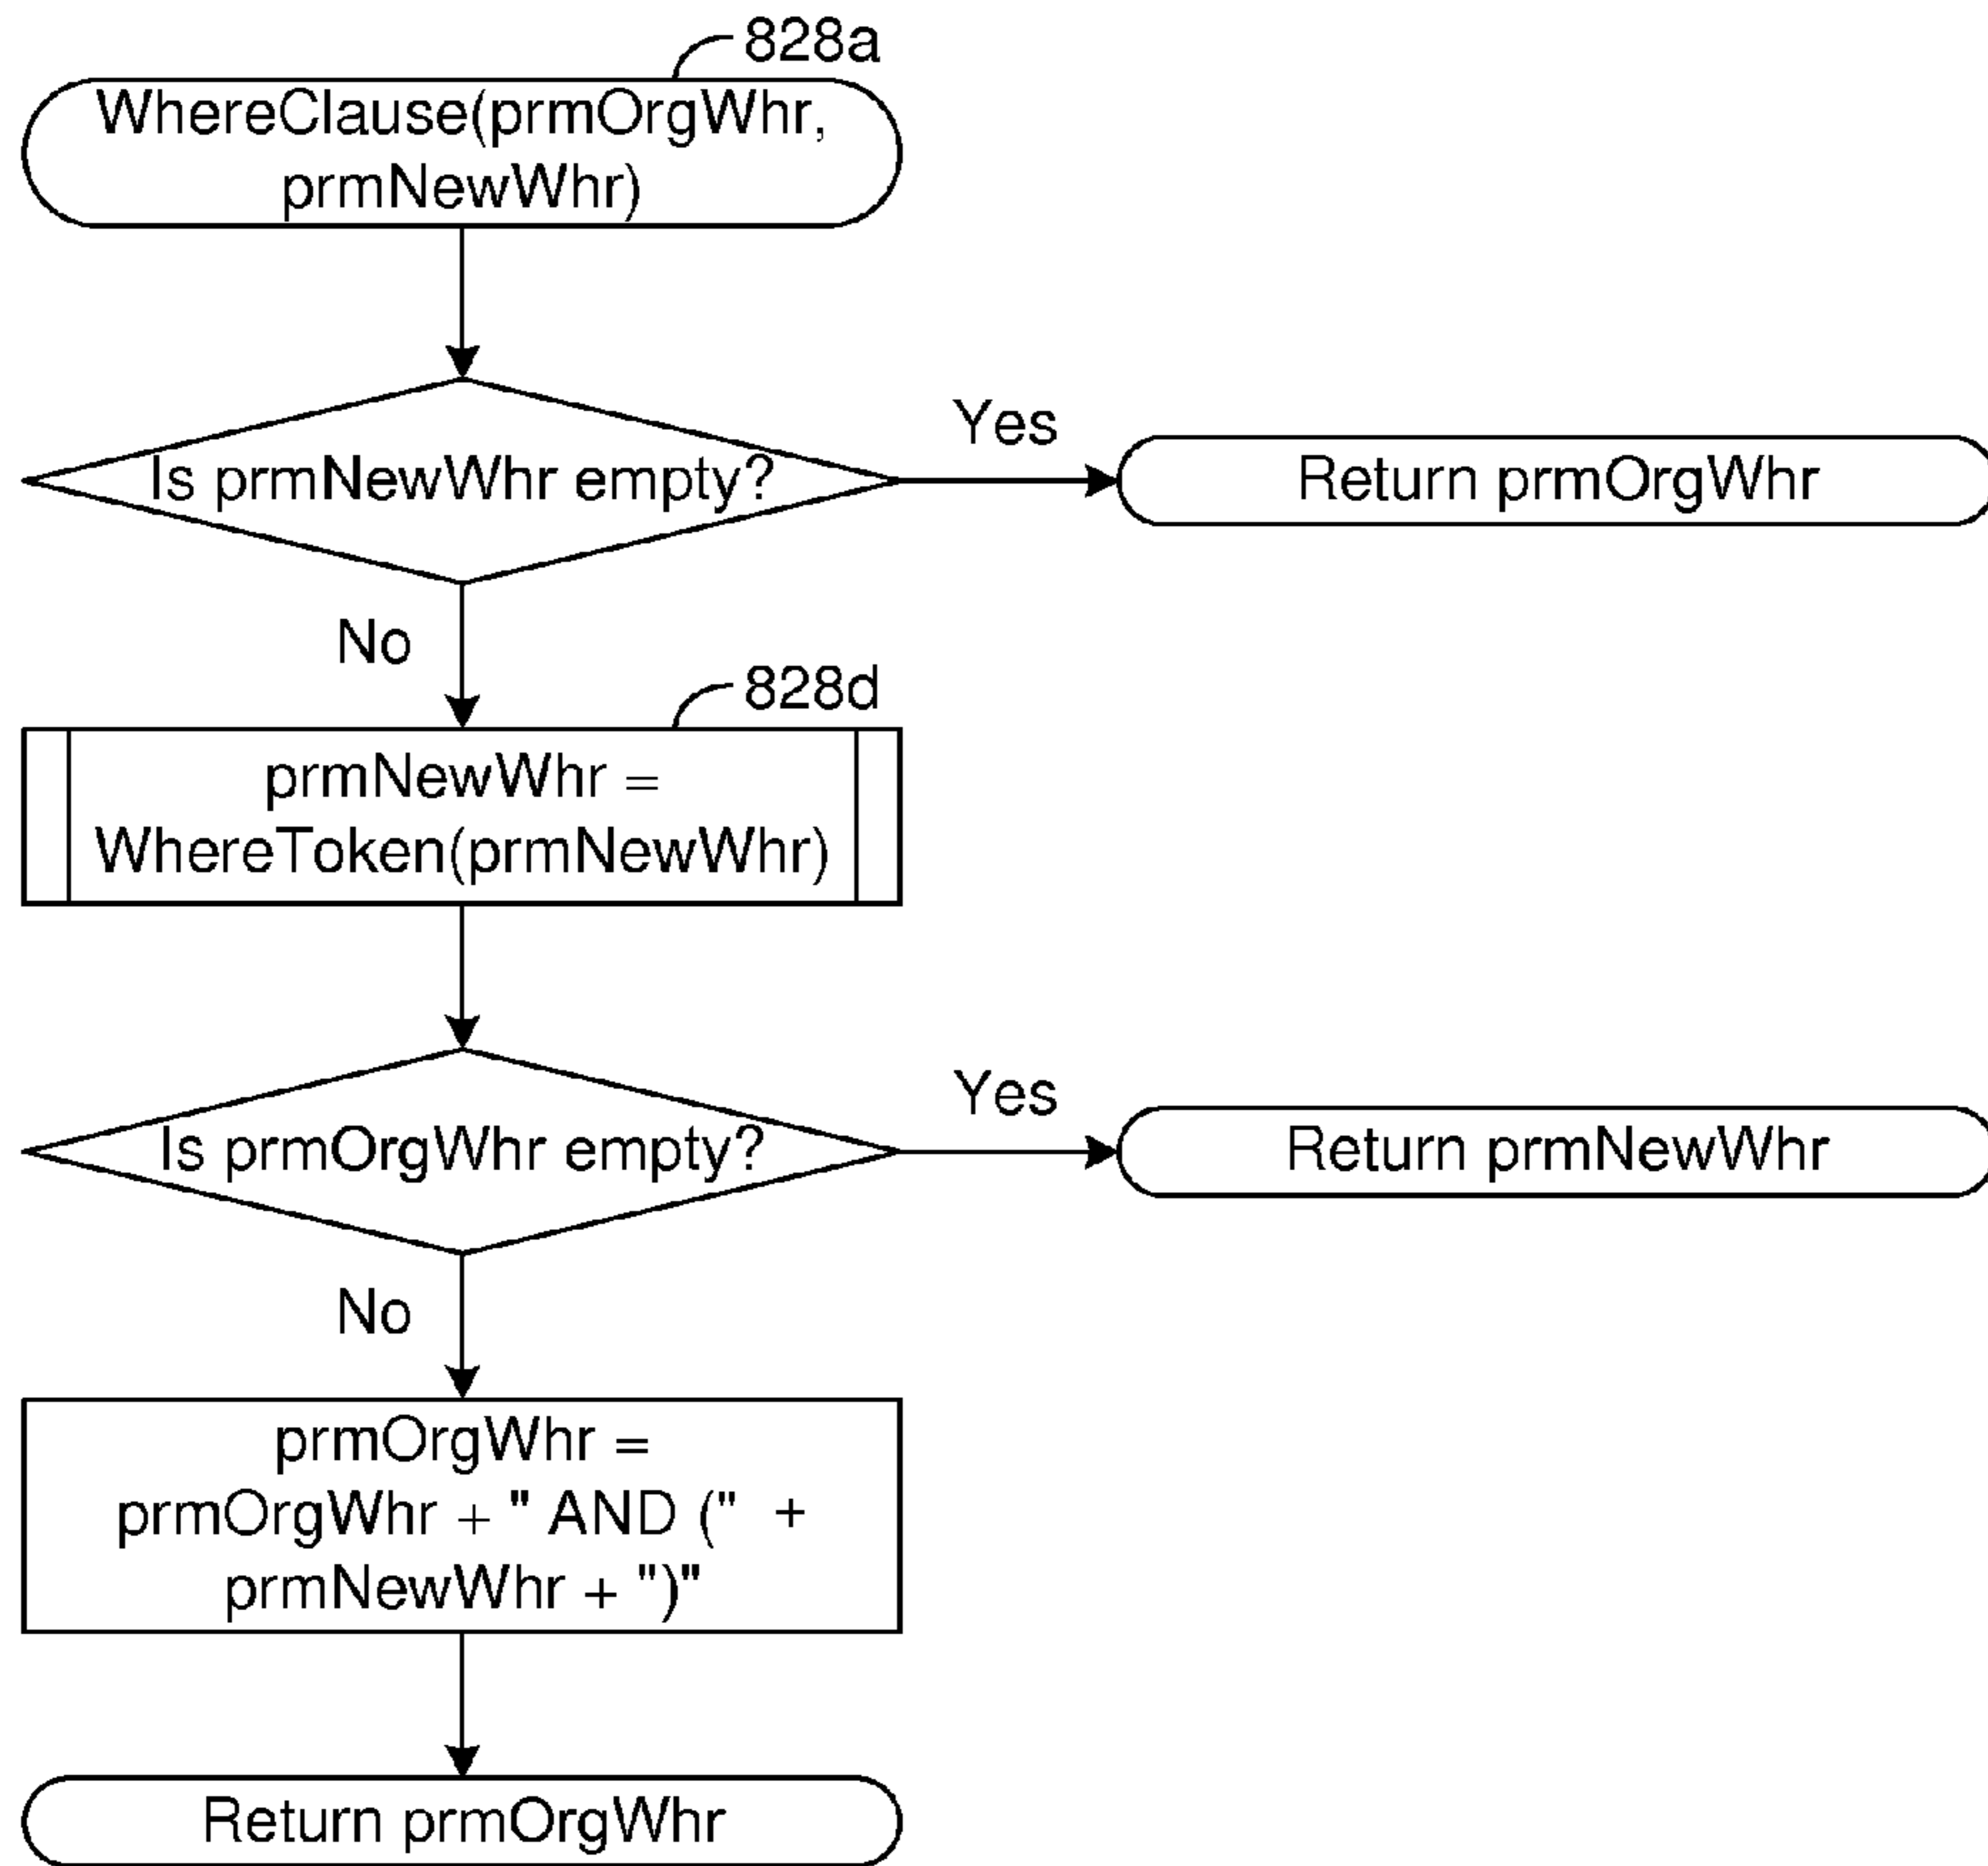 828a
WhereClause(prmOrgWhr,
prmNewWhr)
Is prmNewWhr empty?
Yes
Return prmOrgWhr
No
828d
prmNewWhr =
WhereToken(prmNewWhr)
Is prmOrgWhr empty?
Yes
Return prmNewWhr
No
prmOrgWhr =
prmOrgWhr + " AND (" +
prmNewWhr + ")"
Return prmOrgWhr